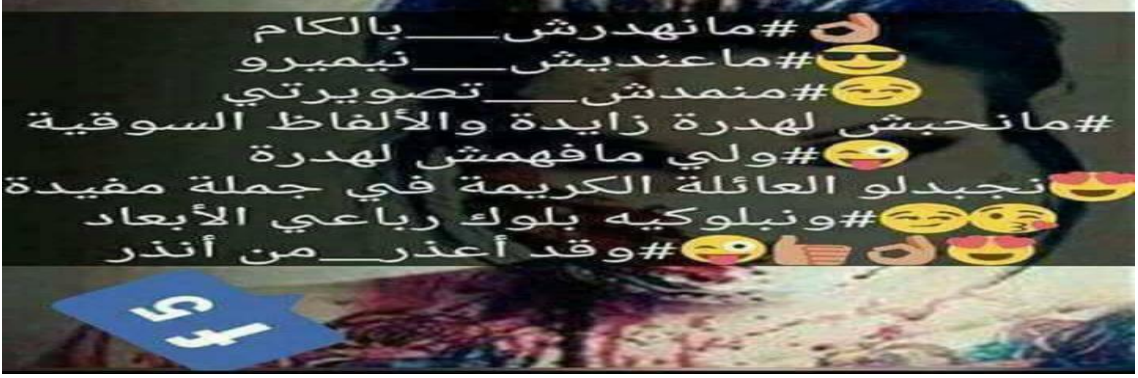 👌 #مانهدرش___بالكام
😎#ماعنديش___نيميرو
☺️#منمدش___تصويرتي
#مانحبش لهدرة زايدة والألفاظ السوقية
😜#ولي مافهمش لهدرة
😍نجبدلو العائلة الكريمة في جملة مفيدة
😘☺️#ونبلوكيه بلوك رباعي الأبعاد
😍👌👍😜#وقد أعذر__من أنذر